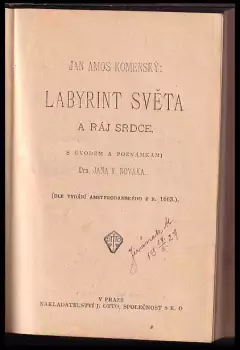 JAN AMOS KOMENSKÝ:
LABYRINT SVĚTA
A RÁJ SRDCE.
S ÚVODEM A POZNÁMKAMI
Dra. JANA V. NOVÁKA.
(DLE VYDÁNÍ AMSTERODAMSKÉHO Z R. 1663.)
V PRAZE
NAKLADATELSTVÍ J. OTTO, SPOLEČNOST S R. O.